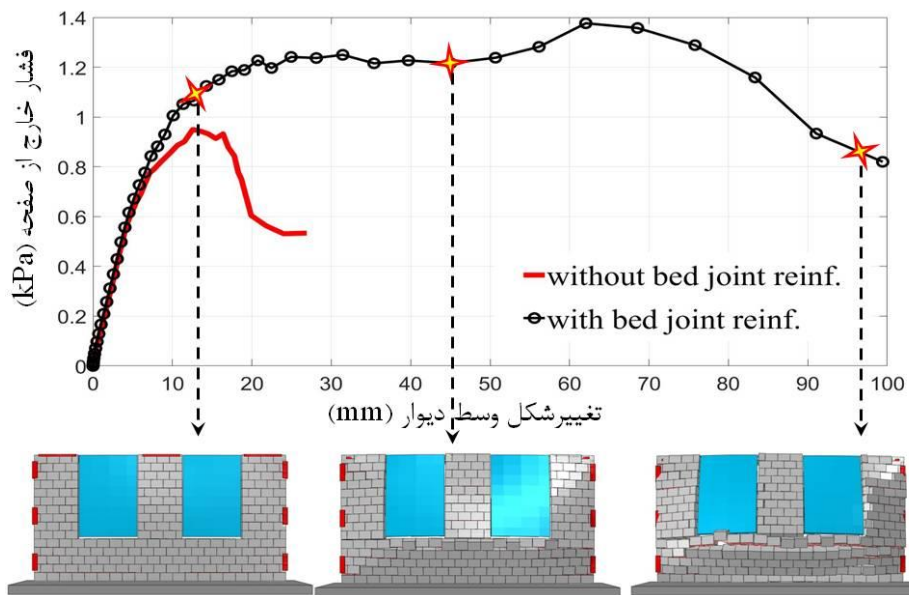 1.4
1.2
1
0.8
0.6
0.4
0.2
0
فشار خارج از صفحه (kPa)
without bed joint reinf.
with bed joint reinf.
0 10 20 30 40 50 60 70 80 90 100
تغییرشکل وسط دیوار (mm)